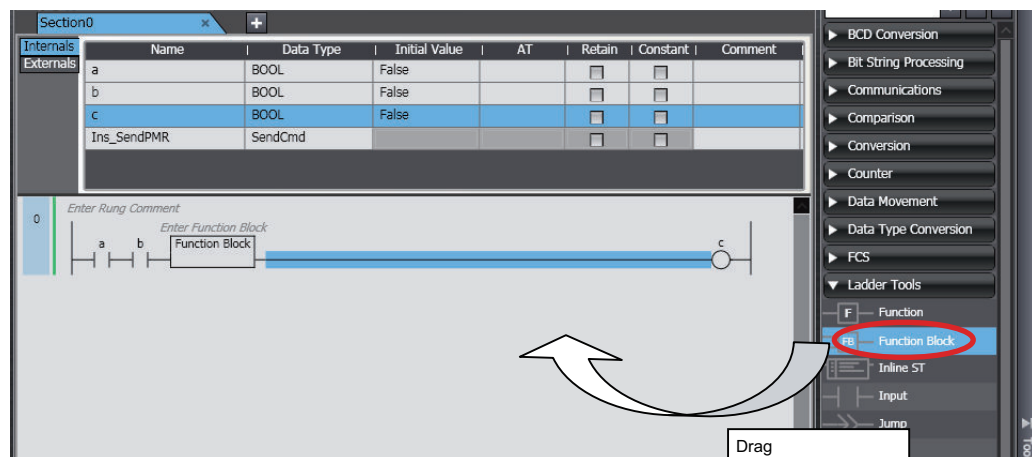 Section0 × +
Internals
Externals
Name Data Type Initial Value AT Retain Constant Comment
a BOOL False
b BOOL False
c BOOL False
Ins_SendPMR SendCmd
0 Enter Rung Comment
Enter Function Block
a b Function Block c
BCD Conversion
Bit String Processing
Communications
Comparison
Conversion
Counter
Data Movement
Data Type Conversion
FCS
Ladder Tools
F Function
FB Function Block
Inline ST
Input
Jump
Drag